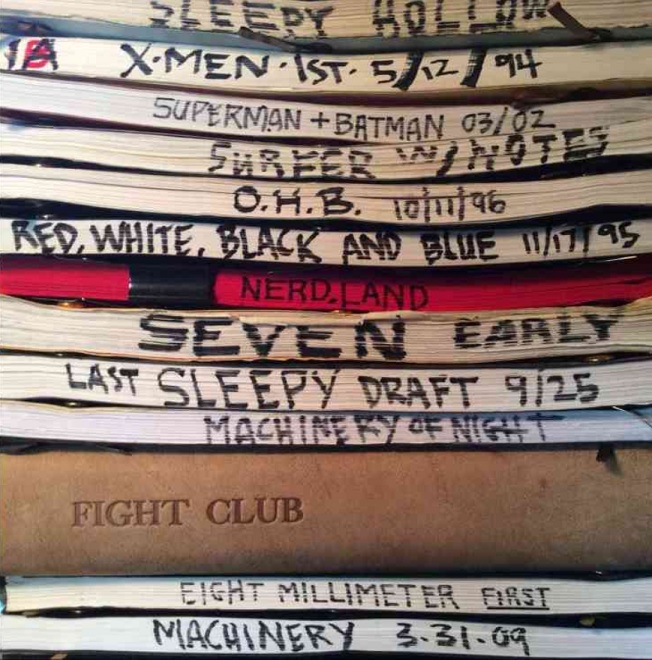 SLEEPY HOLLOW
X-MEN 1ST. 5/12/94
SUPERMAN + BATMAN 03/02
SURFER W/ NOTES
O.H.B. 10/11/96
RED, WHITE, BLACK AND BLUE 11/17/95
NERD.LAND
SEVEN EARLY
LAST SLEEPY DRAFT 9/25
MACHINERY OF NIGHT
FIGHT CLUB
EIGHT MILLIMETER FIRST
MACHINERY 3-31-09